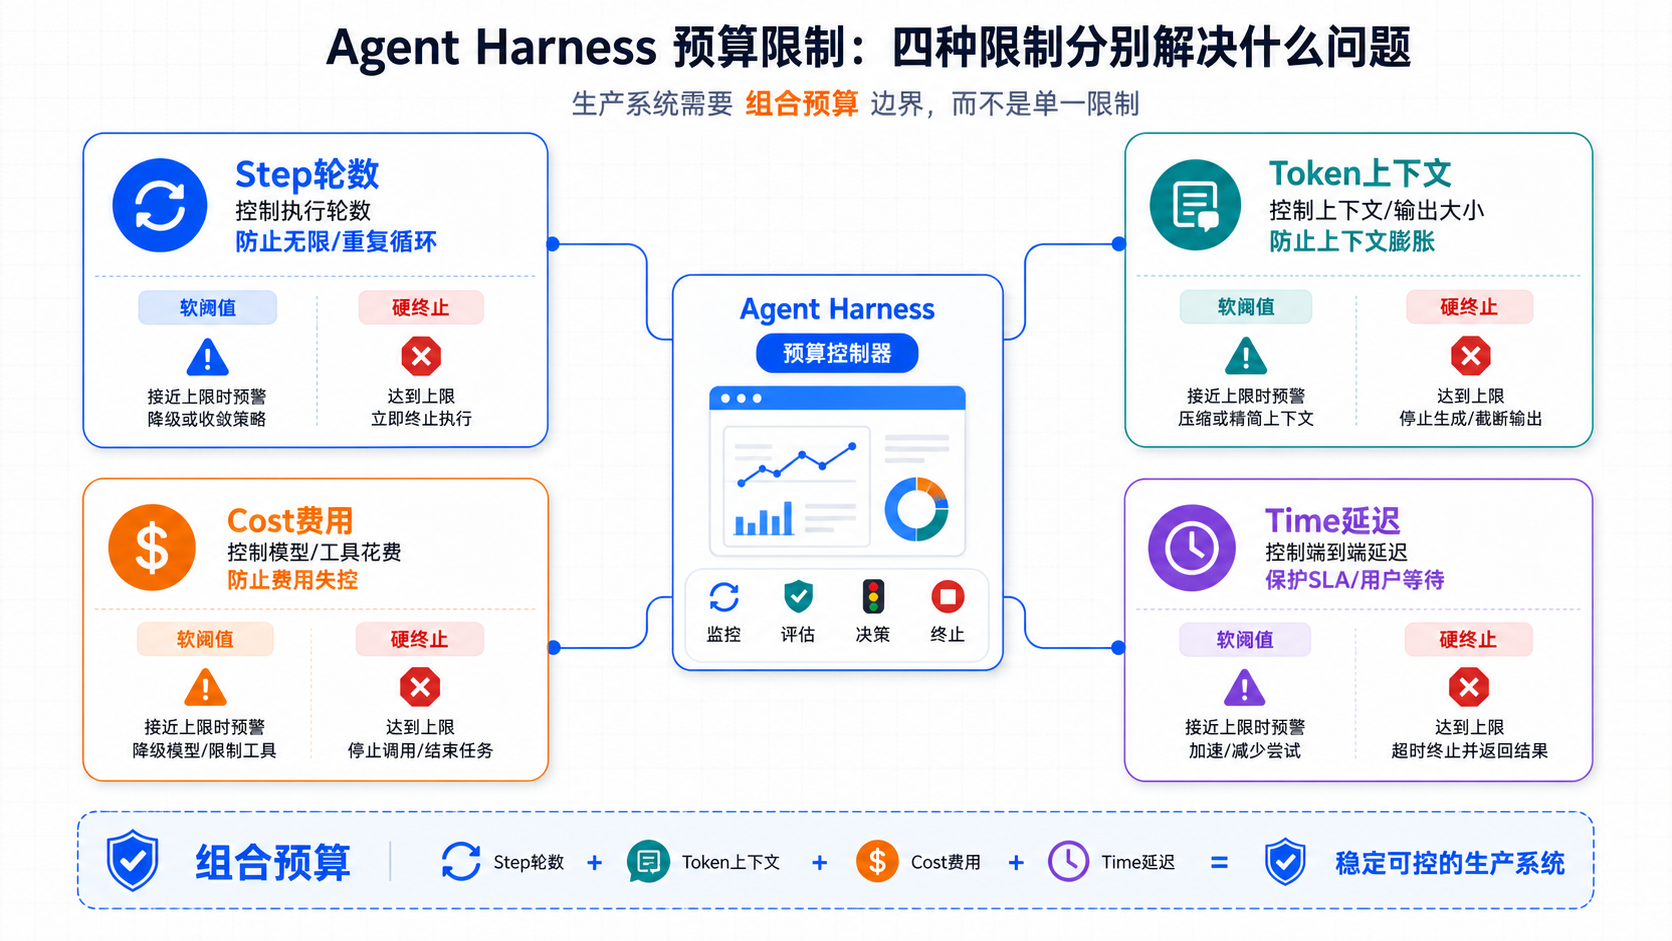 Agent Harness 预算限制：四种限制分别解决什么问题
生产系统需要 组合预算 边界，而不是单一限制
Step轮数
控制执行轮数
防止无限/重复循环
软阈值
接近上限时预警
降级或收敛策略
硬终止
达到上限
立即终止执行
Token上下文
控制上下文/输出大小
防止上下文膨胀
软阈值
接近上限时预警
压缩或精简上下文
硬终止
达到上限
停止生成/截断输出
Agent Harness
预算控制器
监控
评估
决策
终止
Cost费用
控制模型/工具花费
防止费用失控
软阈值
接近上限时预警
降级模型/限制工具
硬终止
达到上限
停止调用/结束任务
Time延迟
控制端到端延迟
保护SLA/用户等待
软阈值
接近上限时预警
加速/减少尝试
硬终止
达到上限
超时终止并返回结果
组合预算 Step轮数 + Token上下文 + $ Cost费用 + Time延迟 = 稳定可控的生产系统